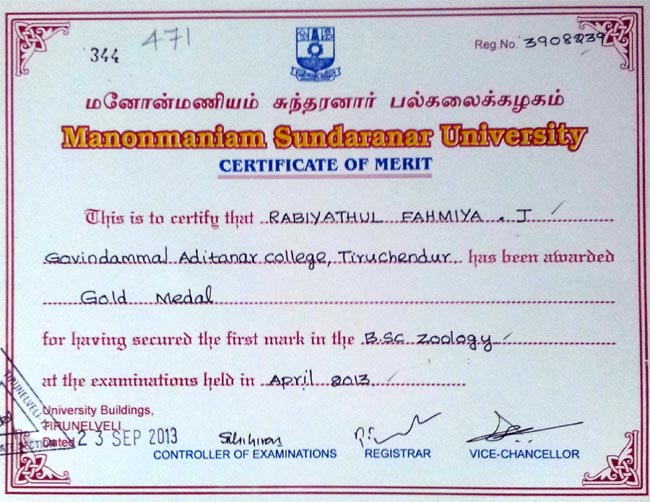 344
471
Reg.No. 3908239
மனோன்மணியம் சுந்தரனார் பல்கலைக்கழகம்
Manonmaniam Sundaranar University
CERTIFICATE OF MERIT
This is to certify that RABIYATHUL FAHMIYA . J
Govindammal Aditanar college, Tiruchendur has been awarded
Gold Medal
for having secured the first mark in the B.Sc. Zoology
at the examinations held in April 2013
University Buildings,
TIRUNELVELI
TIRUNELVELI
Dated 23 SEP 2013
CONTROLLER OF EXAMINATIONS REGISTRAR VICE-CHANCELLOR